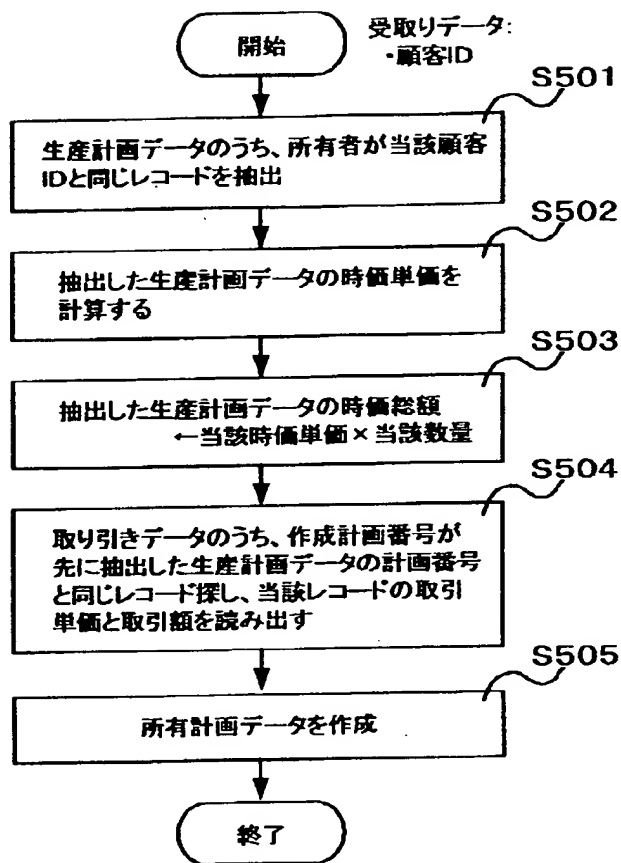 開始
受取りデータ:
・顧客ID
S501
生産計画データのうち、所有者が当該顧客
IDと同じレコードを抽出
S502
抽出した生産計画データの時価単価を
計算する
S503
抽出した生産計画データの時価総額
←当該時価単価×当該数量
S504
取り引きデータのうち、作成計画番号が
先に抽出した生産計画データの計画番号
と同じレコード探し、当該レコードの取引
単価と取引額を読み出す
S505
所有計画データを作成
終了